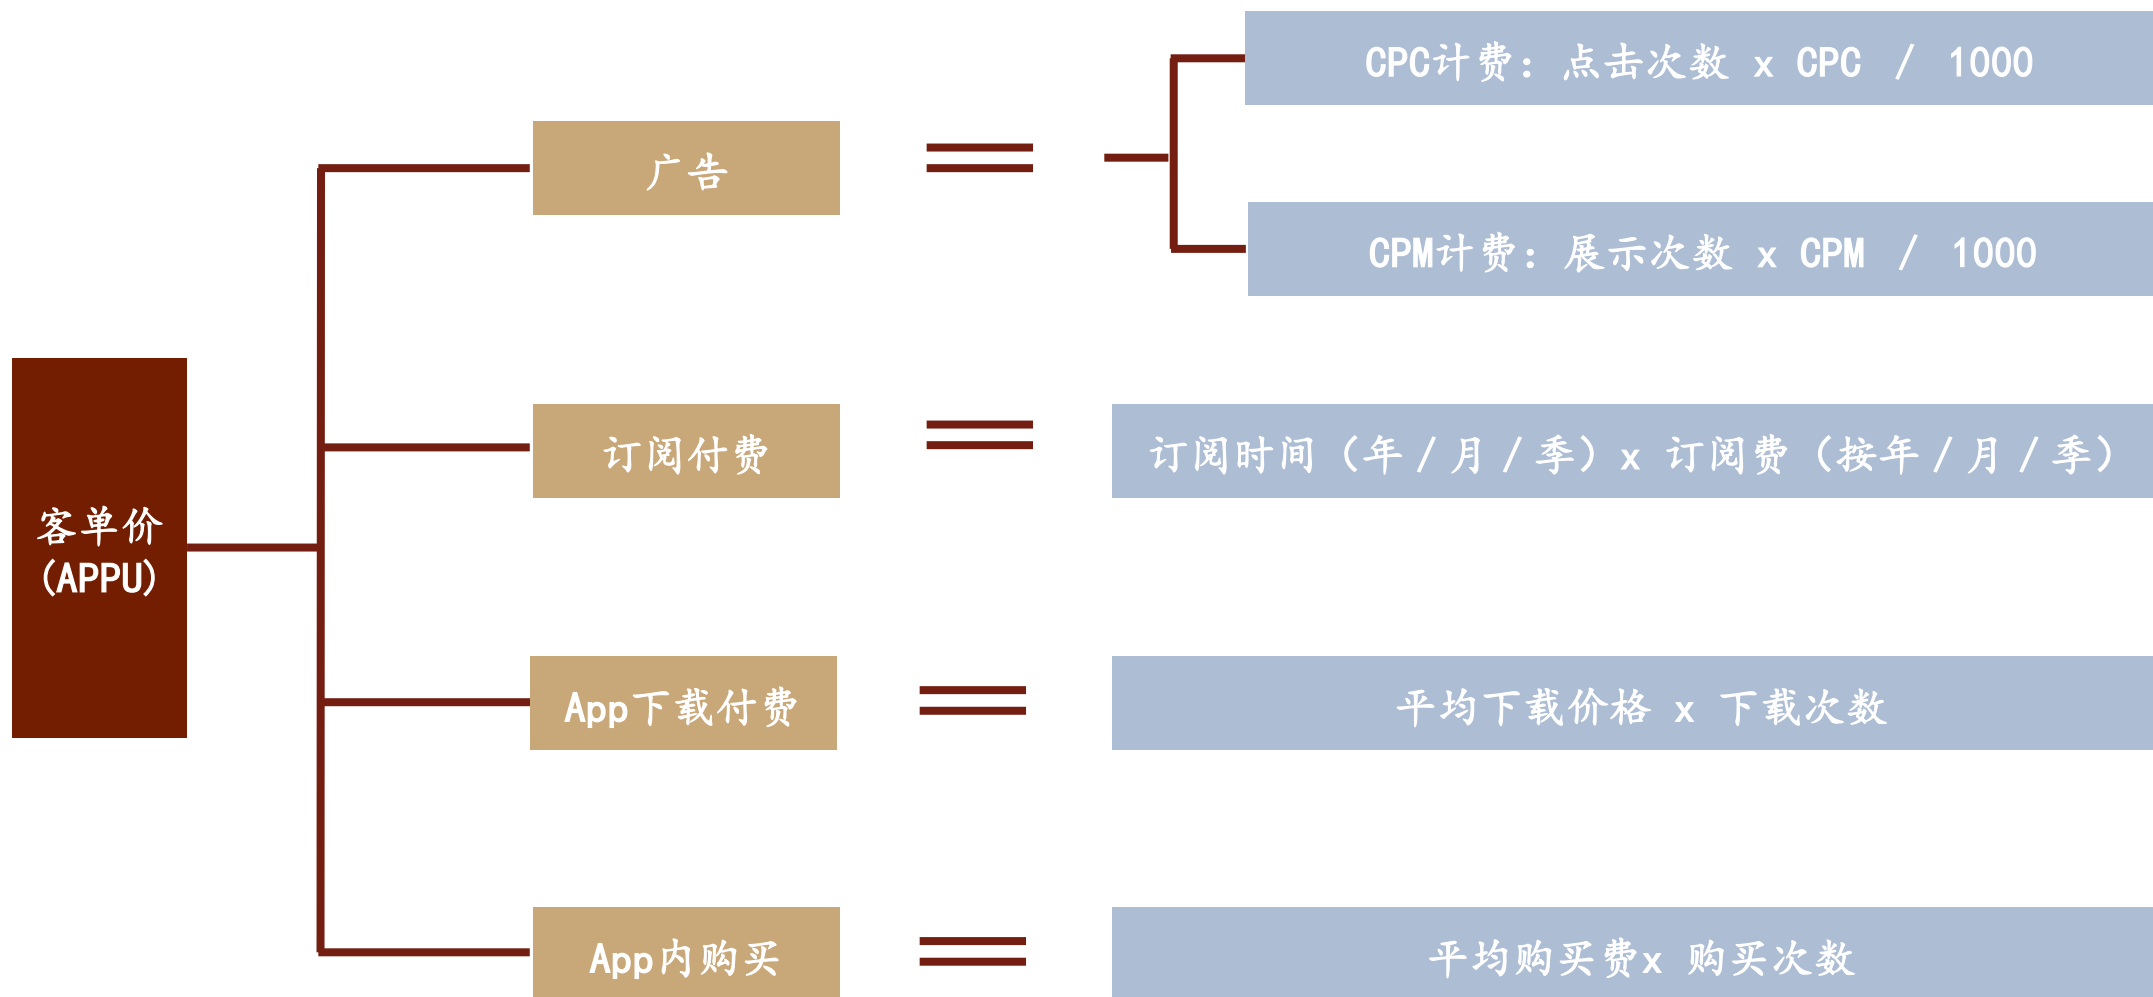 客单价
(APPU)
广告
CPC计费：点击次数 x CPC / 1000
CPM计费：展示次数 x CPM / 1000
订阅付费
订阅时间（年/月/季）x 订阅费（按年/月/季）
App下载付费
平均下载价格 x 下载次数
App内购买
平均购买费x 购买次数